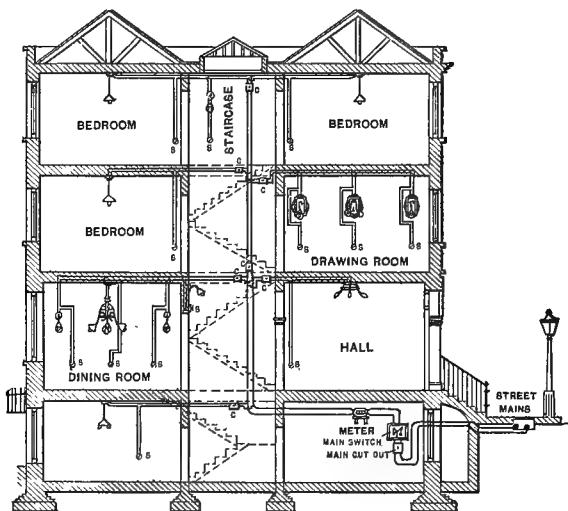 BEDROOM
STAIRCASE
BEDROOM
S
S
S
C
C
C
BEDROOM
DRAWING ROOM
S
S
S
S
C
C
C
S
S
S
S
S
DINING ROOM
HALL
STREET
MAINS
METER
MAIN SWITCH
MAIN CUT OUT
S